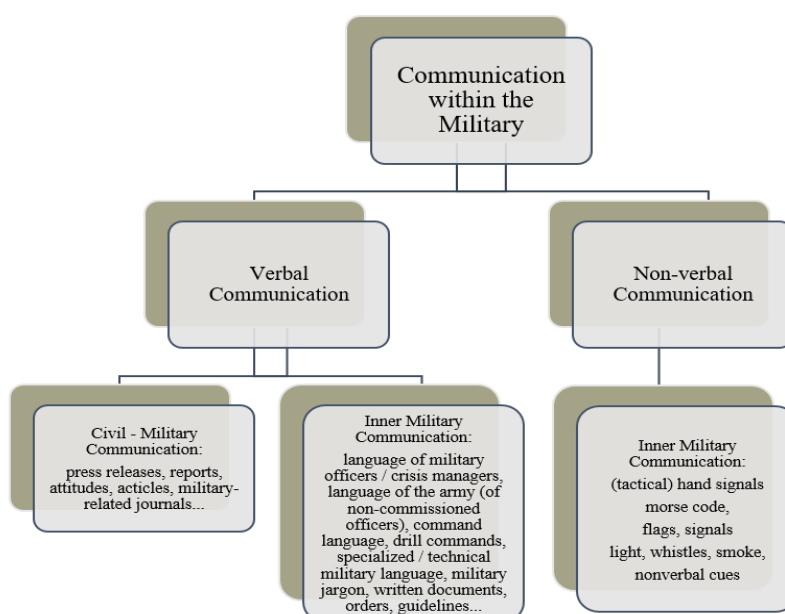 Communication
within the
Military
Verbal
Communication
Non-verbal
Communication
Civil - Military
Communication:
press releases, reports,
attitudes, acticles, military-
related journals...
Inner Military
Communication:
language of military
officers / crisis managers,
language of the army (of
non-commissioned
officers), command
language, drill commands,
specialized / technical
military language, military
jargon, written documents,
orders, guidelines...
Inner Military
Communication:
(tactical) hand signals
morse code,
flags, signals
light, whistles, smoke,
nonverbal cues